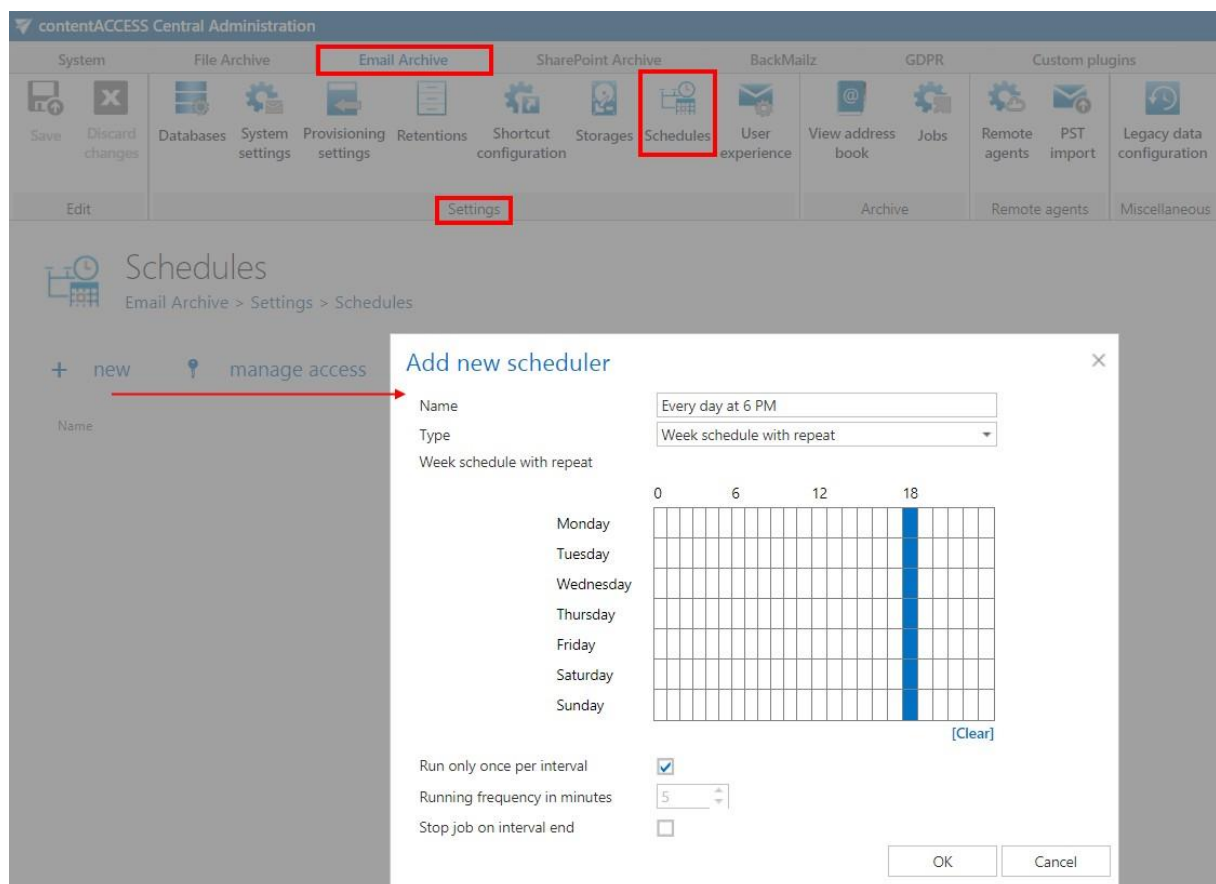 contentACCESS Central Administration
System File Archive Email Archive SharePoint Archive BackMailz GDPR Custom plugins
Save Discard changes Databases System settings Provisioning settings Retentions Shortcut configuration Storages Schedules User experience View address book Jobs Remote agents PST import Legacy data configuration
Edit Settings Archive Remote agents Miscellaneous
Schedules
Email Archive > Settings > Schedules
+ new manage access
Name
Add new scheduler
Name Every day at 6 PM
Type Week schedule with repeat
Week schedule with repeat
0 6 12 18
Monday
Tuesday
Wednesday
Thursday
Friday
Saturday
Sunday
[Clear]
Run only once per interval
Running frequency in minutes 5
Stop job on interval end
OK Cancel